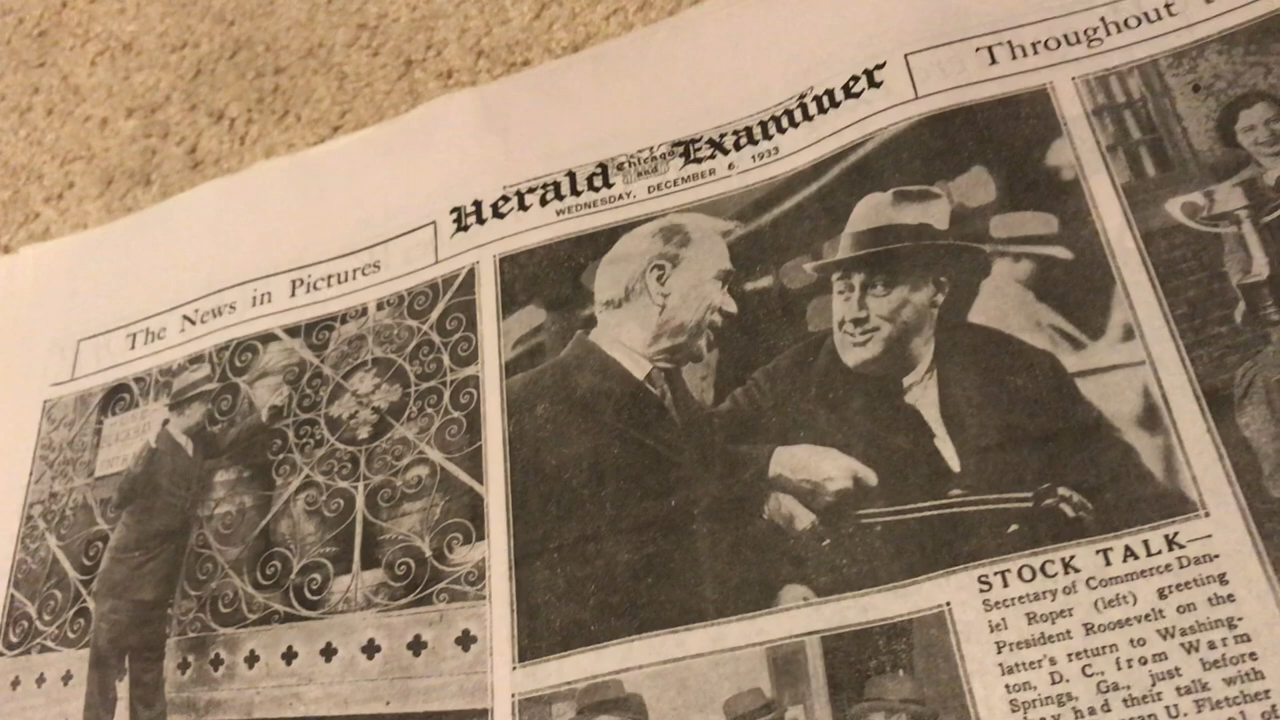 The News in Pictures
Herald Chicago and Examiner
WEDNESDAY, DECEMBER 6, 1933
Throughout
STOCK TALK—
Secretary of Commerce Dan-
iel Roper (left) greeting
President Roosevelt on the
latter's return to Washing-
ton, D. C., from Warm
Springs, Ga., just before
had their talk with
U. Fletcher
of